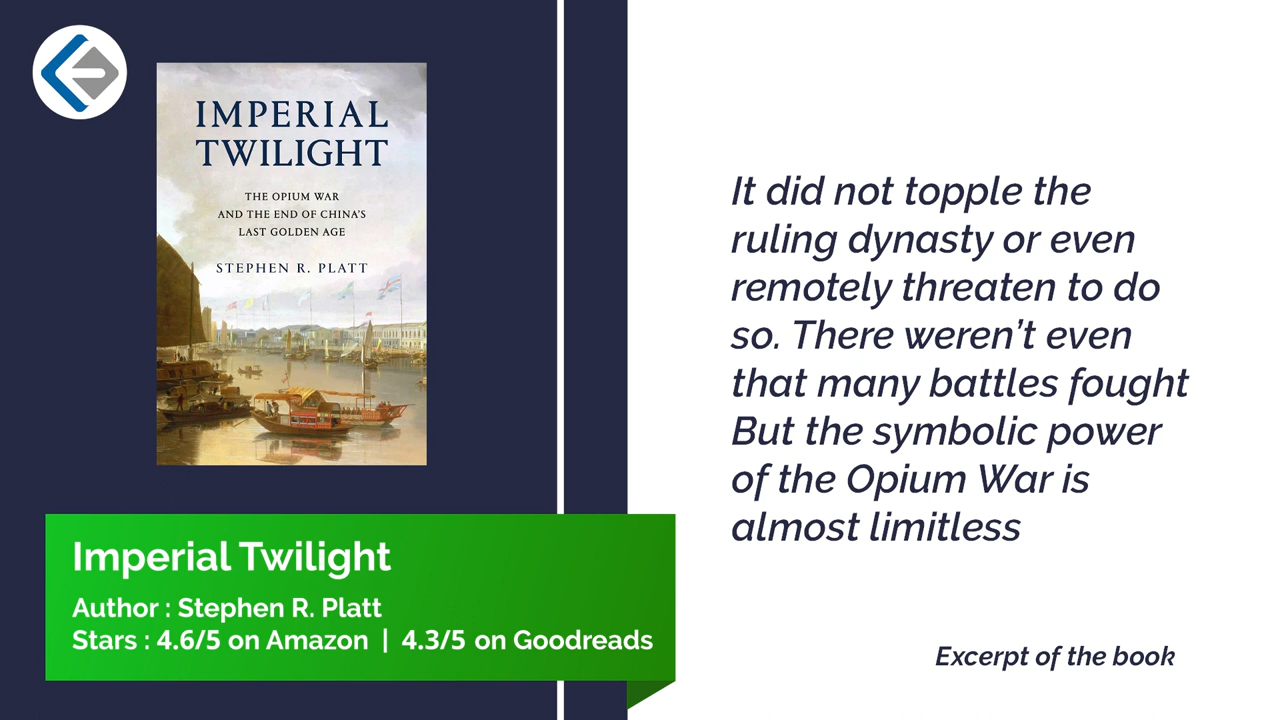 IMPERIAL
TWILIGHT
THE OPIUM WAR
AND THE END OF CHINA'S
LAST GOLDEN AGE
STEPHEN R. PLATT
Imperial Twilight
Author : Stephen R. Platt
Stars : 4.6/5 on Amazon | 4.3/5 on Goodreads
It did not topple the
ruling dynasty or even
remotely threaten to do
so. There weren't even
that many battles fought
But the symbolic power
of the Opium War is
almost limitless
Excerpt of the book